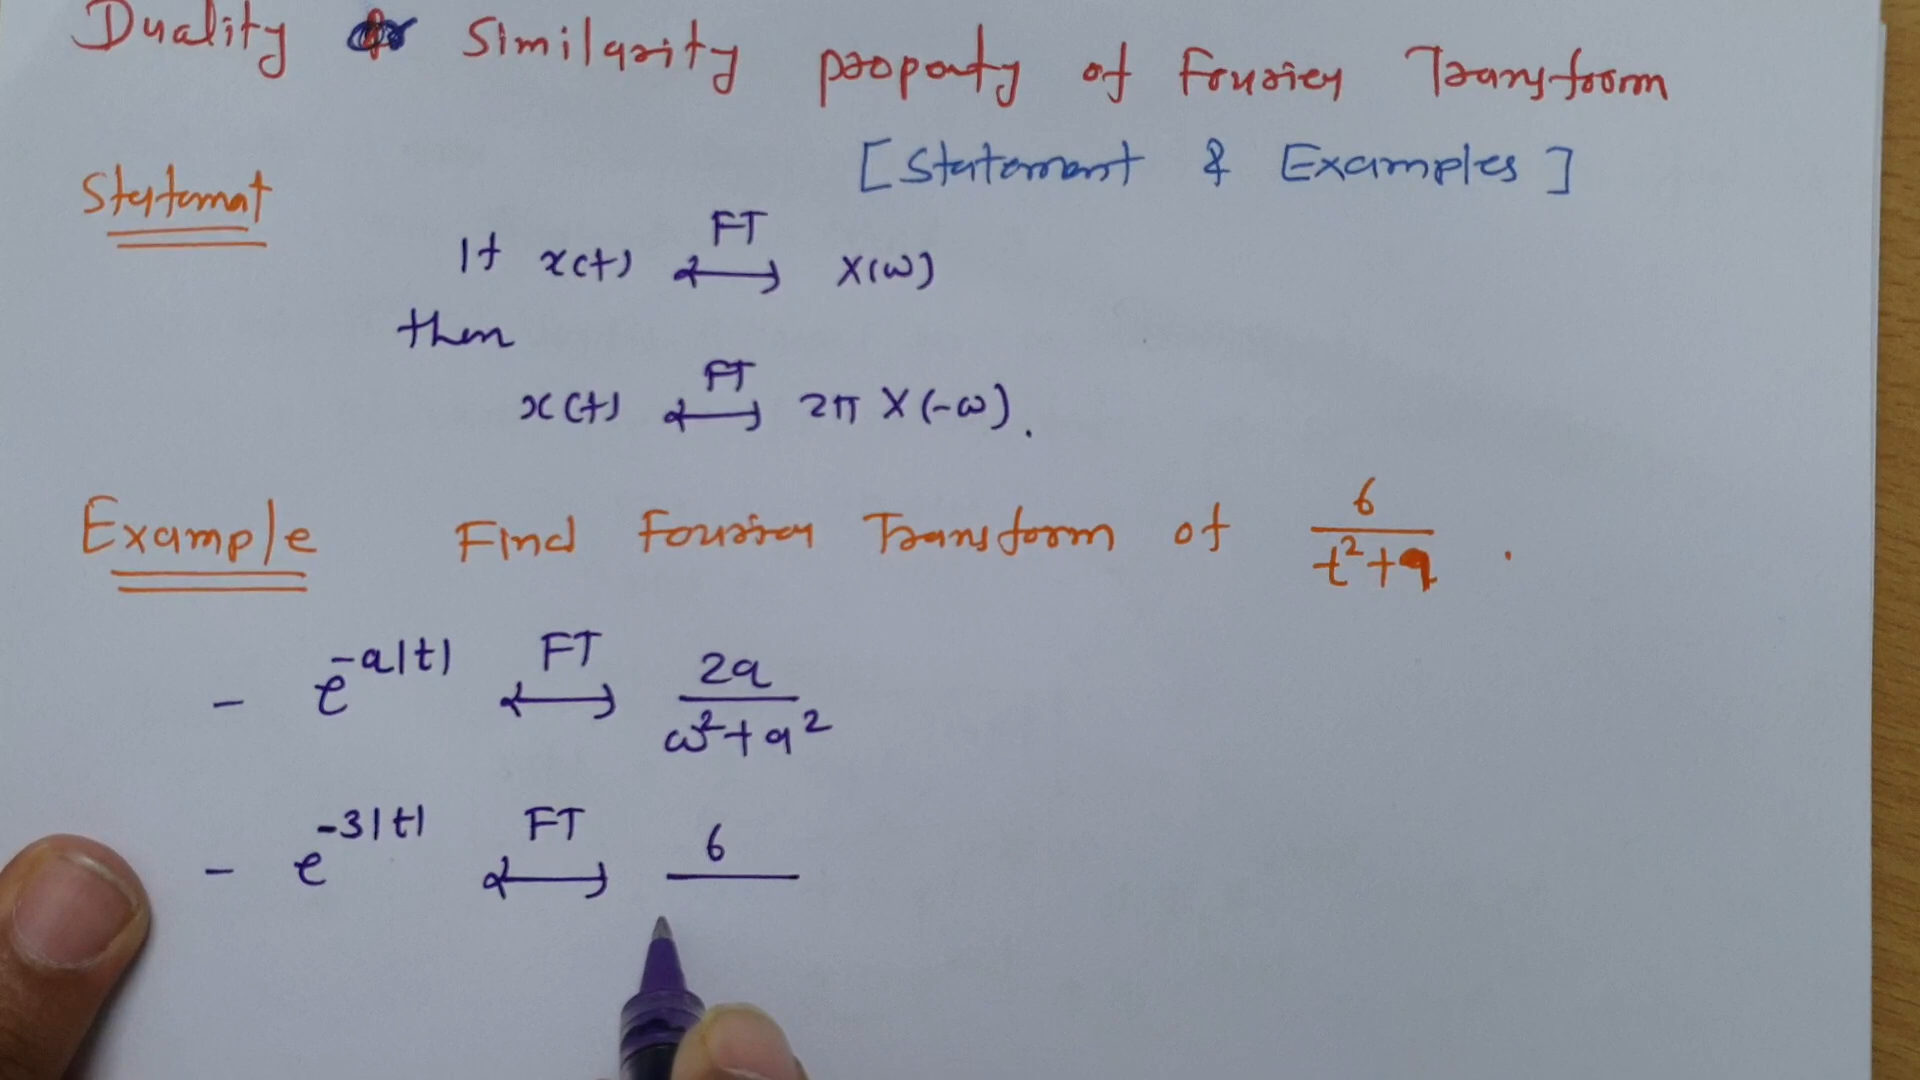 Duality or Similarity property of Fourier Transform
[Statement & Examples]
Statement
If x(t) ⟷ FT X(ω)
then
x(t) ⟷ FT 2π X(-ω).
Example Find Fourier Transform of 6/(t²+9).
- e^{-a|t|} ⟷ FT 2a/(ω²+a²)
- e^{-3|t|} ⟷ FT 6/